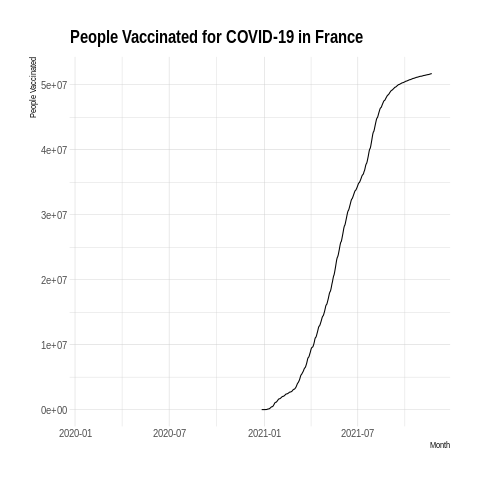 People Vaccinated for COVID-19 in France
People Vaccinated
5e+07
4e+07
3e+07
2e+07
1e+07
0e+00
2020-01 2020-07 2021-01 2021-07
Month